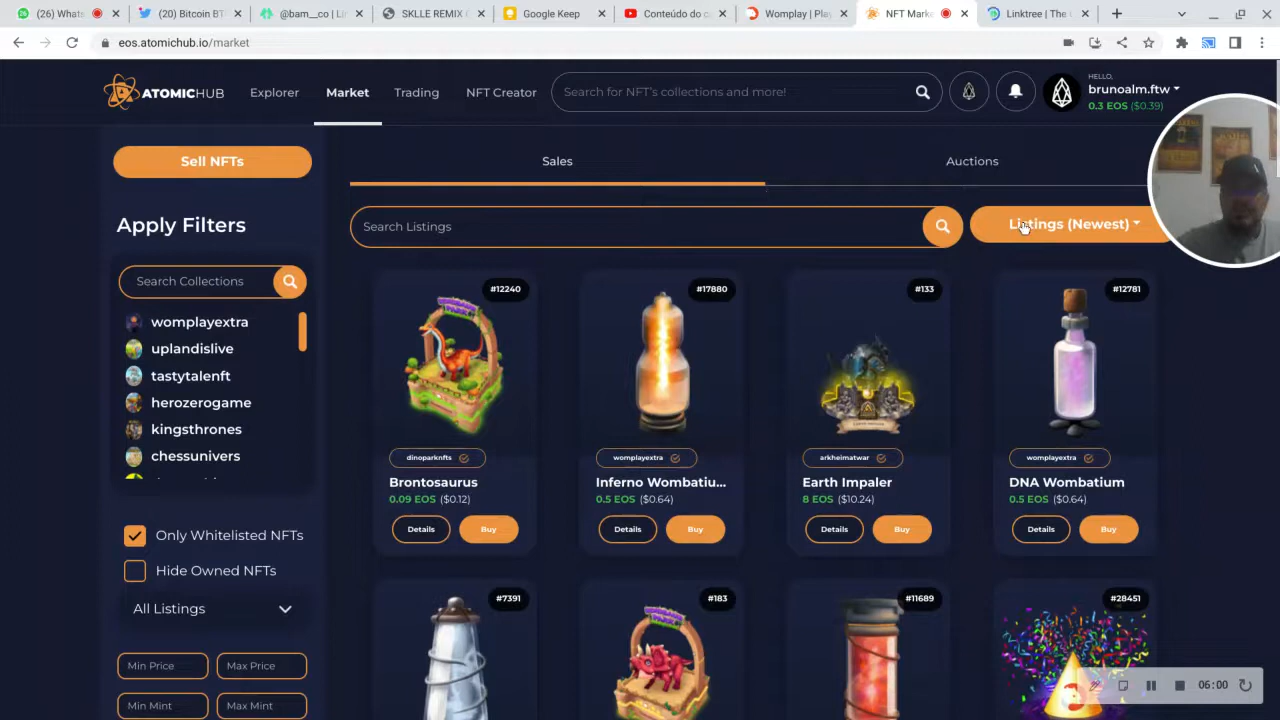 (26) Whats
(20) Bitcoin BT
@bam__co | Lin
SKLLE REMIX C
Google Keep
Conteúdo do c
Womplay | Play
NFT Mark
Linktree | The U
eos.atomichub.io/market
ATOMICHUB
Explorer
Market
Trading
NFT Creator
Search for NFT's collections and more!
HELLO,
brunoalm.ftw
0.3 EOS ($0.39)
Sell NFTs
Sales
Auctions
Apply Filters
Search Listings
Listings (Newest)
Search Collections
womplayextra
uplandislive
tastytalenft
herozerogame
kingsthrones
chessunivers
Only Whitelisted NFTs
Hide Owned NFTs
All Listings
Min Price
Max Price
Min Mint
Max Mint
#12240
#17880
#133
#12781
dinoparknfts
womplayextra
arkheimatwar
womplayextra
Brontosaurus
Inferno Wombatiu...
Earth Impaler
DNA Wombatium
0.09 EOS ($0.12)
0.5 EOS ($0.64)
8 EOS ($10.24)
0.5 EOS ($0.64)
Details
Buy
Details
Buy
Details
Buy
Details
Buy
#7391
#183
#11689
#28451
06:00